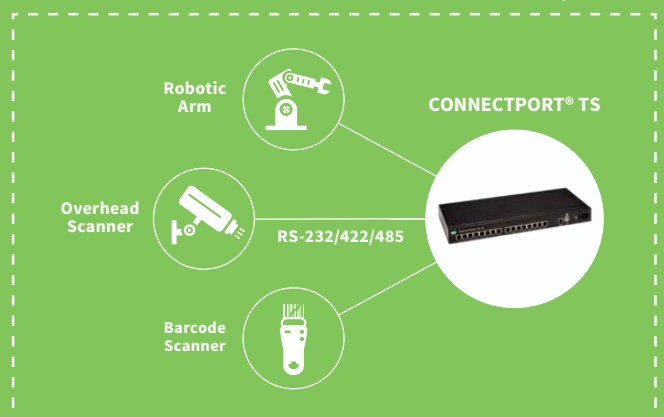 Robotic
Arm
CONNECTPORT® TS
Overhead
Scanner
RS-232/422/485
Barcode
Scanner